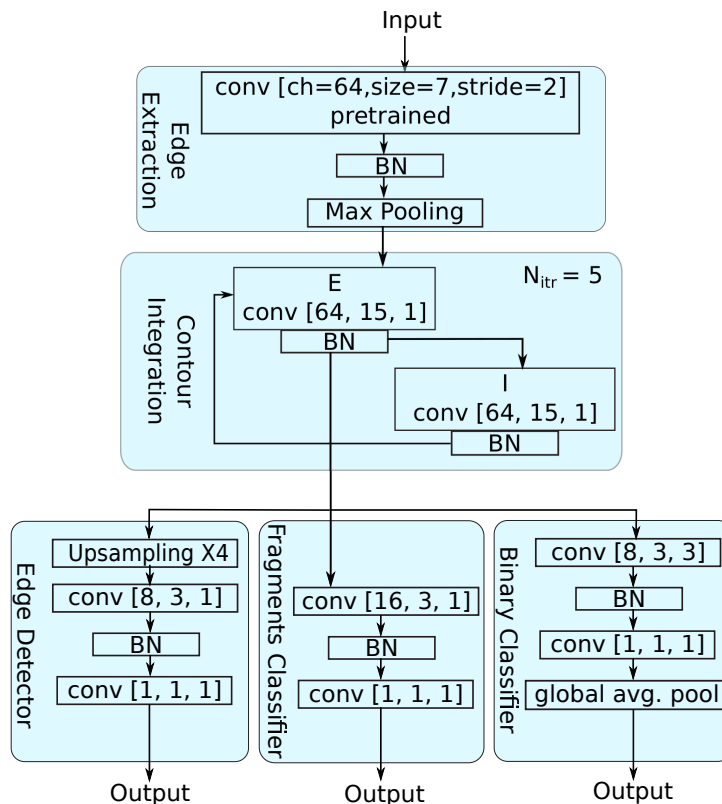 Input
Edge
Extraction
conv [ch=64,size=7,stride=2]
pretrained
BN
Max Pooling
Contour
Integration
N_itr = 5
E
conv [64, 15, 1]
BN
I
conv [64, 15, 1]
BN
Edge Detector
Upsampling X4
conv [8, 3, 1]
BN
conv [1, 1, 1]
Output
Fragments Classifier
conv [16, 3, 1]
BN
conv [1, 1, 1]
Output
Binary Classifier
conv [8, 3, 3]
BN
conv [1, 1, 1]
global avg. pool
Output